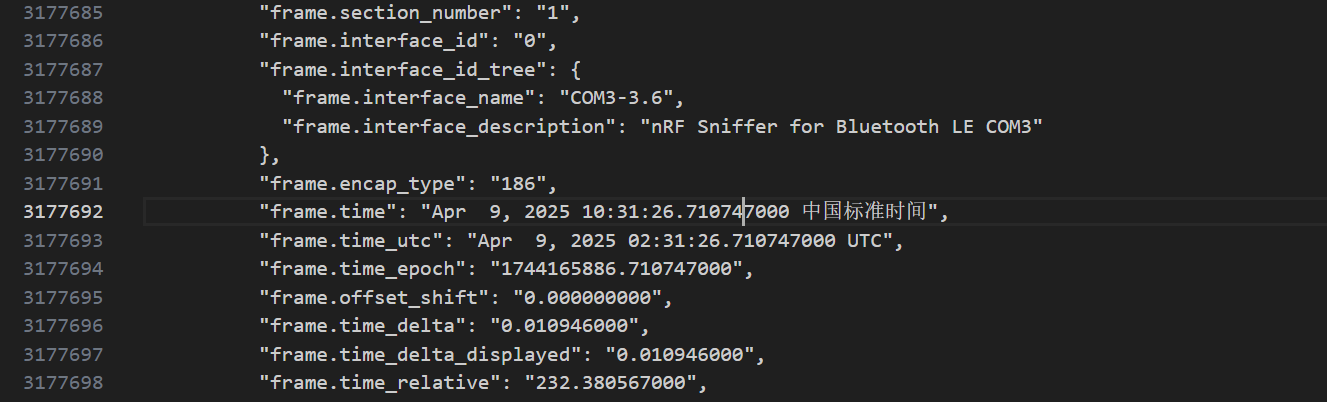 3177685 "frame.section_number": "1",
3177686 "frame.interface_id": "0",
3177687 "frame.interface_id_tree": {
3177688 "frame.interface_name": "COM3-3.6",
3177689 "frame.interface_description": "nRF Sniffer for Bluetooth LE COM3"
3177690 },
3177691 "frame.encap_type": "186",
3177692 "frame.time": "Apr  9, 2025 10:31:26.710747000 中国标准时间",
3177693 "frame.time_utc": "Apr  9, 2025 02:31:26.710747000 UTC",
3177694 "frame.time_epoch": "1744165886.710747000",
3177695 "frame.offset_shift": "0.000000000",
3177696 "frame.time_delta": "0.010946000",
3177697 "frame.time_delta_displayed": "0.010946000",
3177698 "frame.time_relative": "232.380567000",